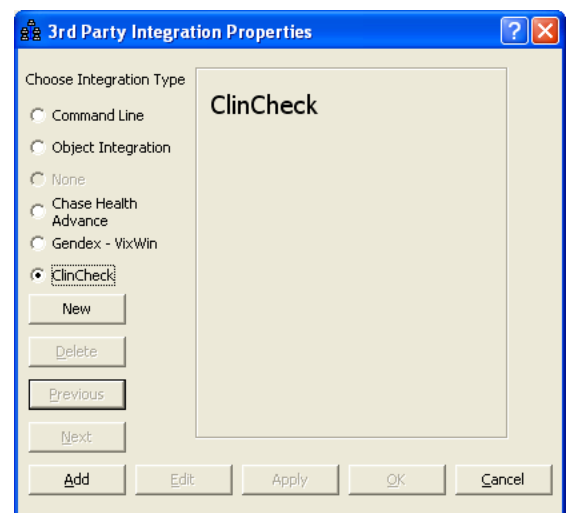 3rd Party Integration Properties
Choose Integration Type
Command Line
Object Integration
None
Chase Health
Advance
Gendex - VixWin
ClinCheck
New
Delete
Previous
Next
ClinCheck
Add
Edit
Apply
OK
Cancel